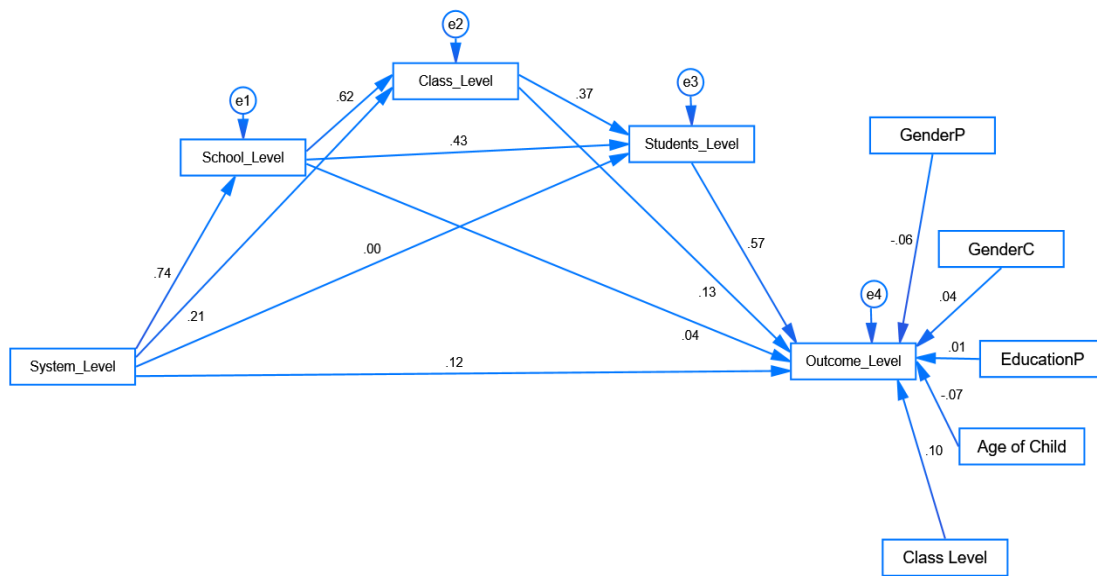 e2
Class_Level
e1
.62
.37
e3
School_Level
.43
Students_Level
GenderP
.00
.57
-.06
GenderC
.74
.21
.13
e4
.04
.04
.01
System_Level
.12
Outcome_Level
EducationP
-.07
.10
Age of Child
Class Level